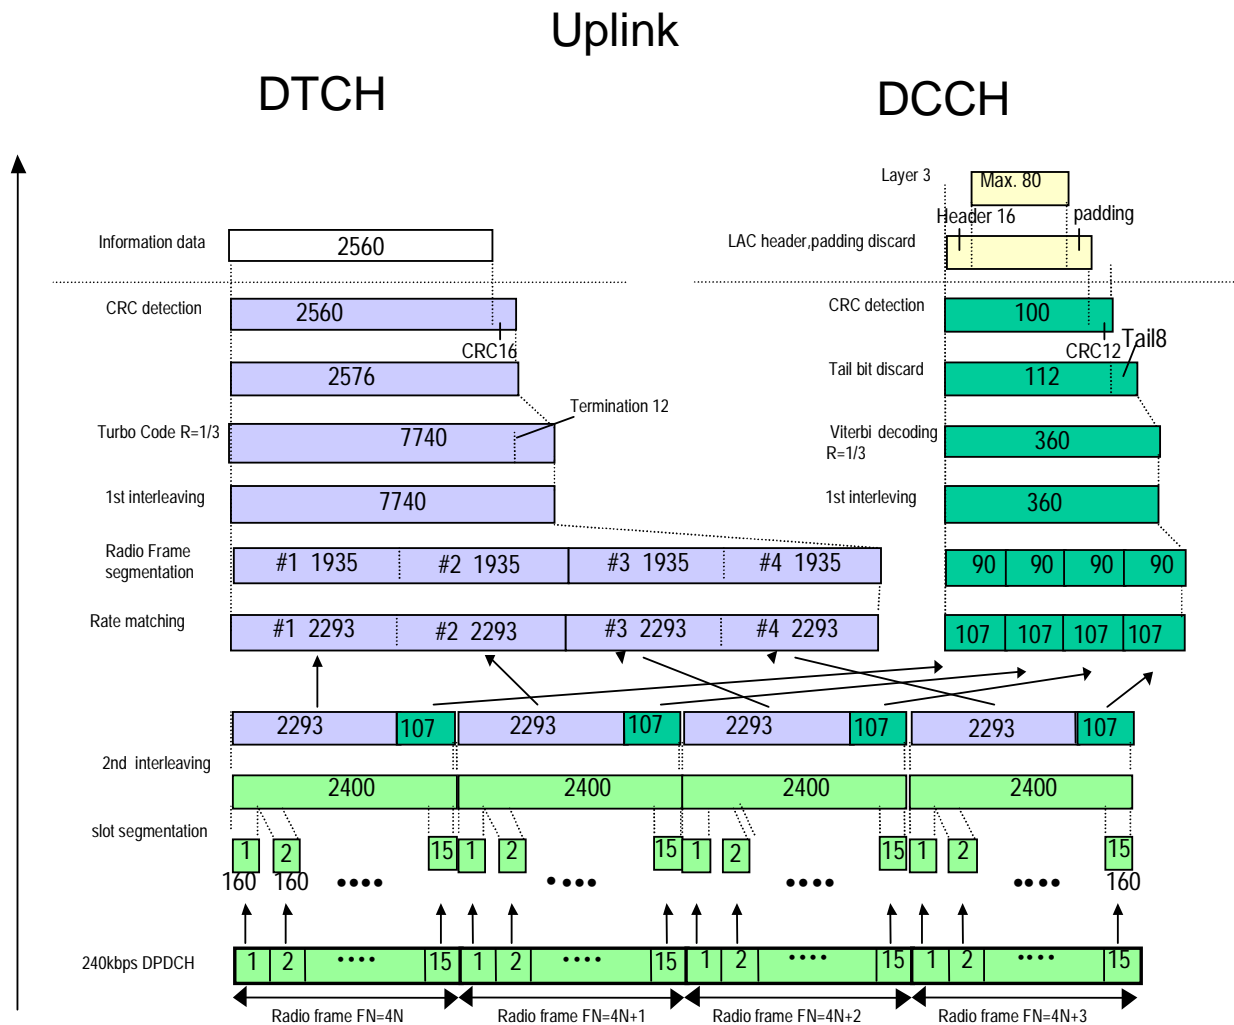 Uplink
DTCH
DCCH
Layer 3
Max. 80
Header 16
padding
Information data
2560
LAC header,padding discard
CRC detection
2560
CRC detection
100
CRC16
CRC12
Tail8
2576
Tail bit discard
112
Termination 12
Turbo Code R=1/3
7740
Viterbi decoding
R=1/3
360
1st interleaving
7740
1st interleving
360
Radio Frame
segmentation
#1 1935
#2 1935
#3 1935
#4 1935
90
90
90
90
Rate matching
#1 2293
#2 2293
#3 2293
#4 2293
107
107
107
107
2293
107
2293
107
2293
107
2293
107
2nd interleaving
2400
2400
2400
2400
slot segmentation
1
2
15
1
2
15
1
2
15
1
2
15
160
160
••••
••••
••••
••••
160
240kbps DPDCH
1
2
••••
15
1
2
••••
15
1
2
••••
15
1
2
••••
15
Radio frame FN=4N
Radio frame FN=4N+1
Radio frame FN=4N+2
Radio frame FN=4N+3